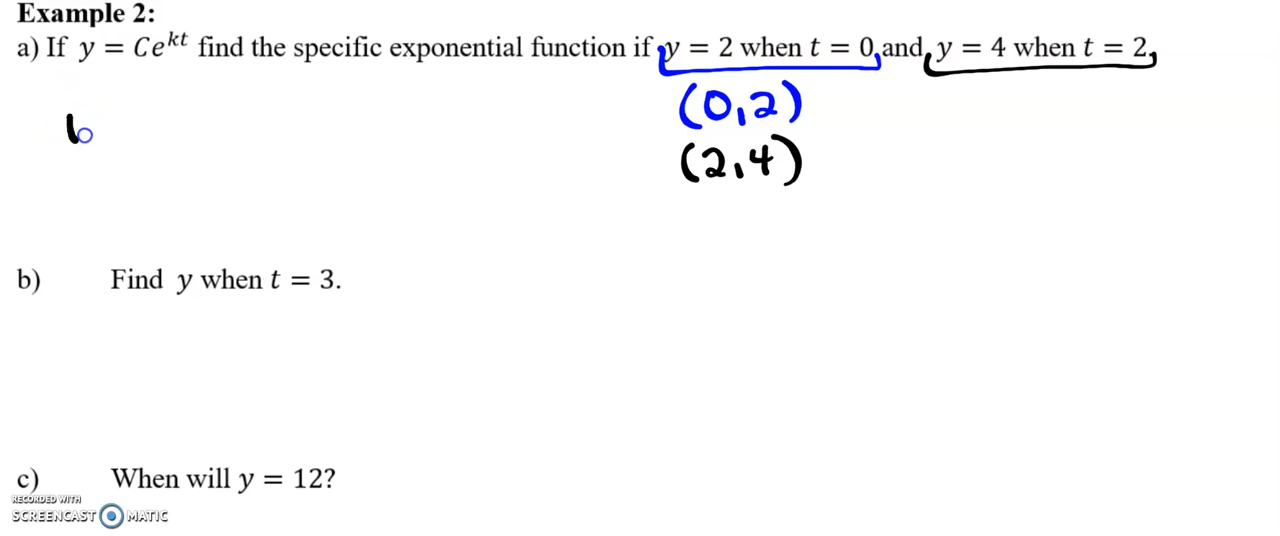 Example 2:
a) If y = Ce^{kt} find the specific exponential function if y = 2 when t = 0, and y = 4 when t = 2.
(0,2)
(2,4)
b) Find y when t = 3.
c) When will y = 12?
RECORDED WITH
SCREENCAST MATIC